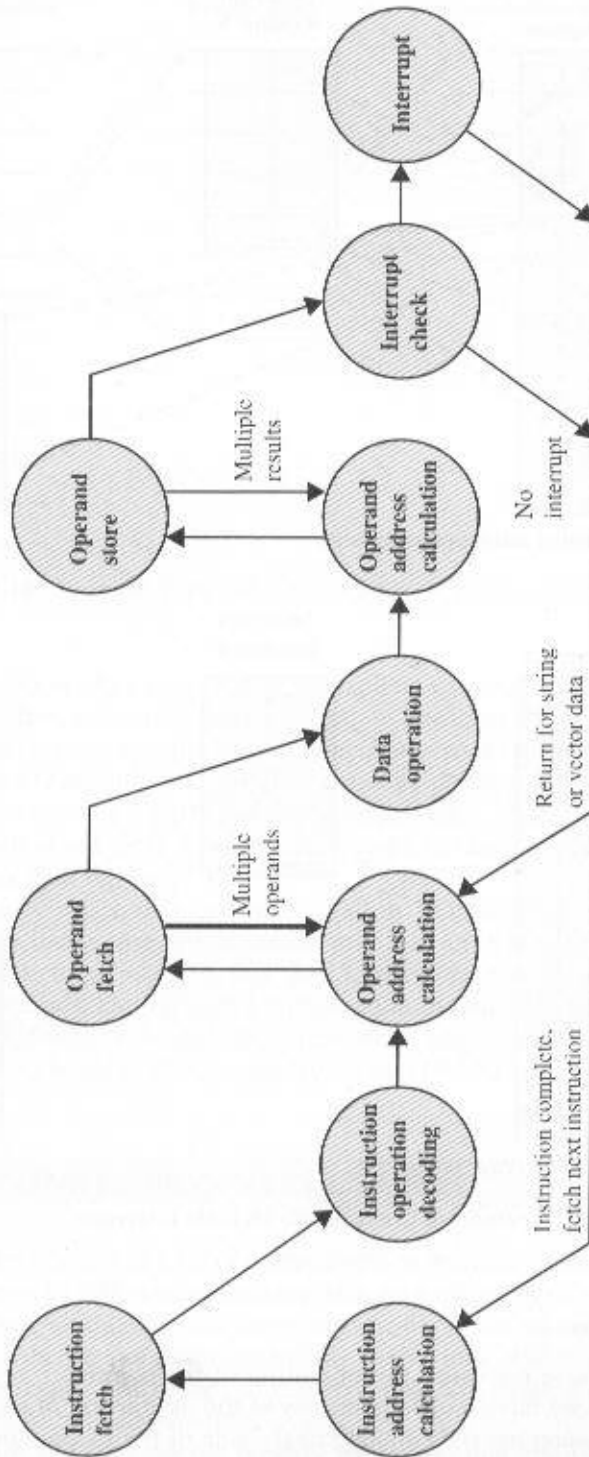 Instruction
fetch
Operand
fetch
Operand
store
Multiple
operands
Multiple
results
Instruction
address
calculation
Instruction
operation
decoding
Operand
address
calculation
Data
operation
Operand
address
calculation
Interrupt
check
Interrupt
Instruction complete,
fetch next instruction
Return for string
or vector data
No
interrupt